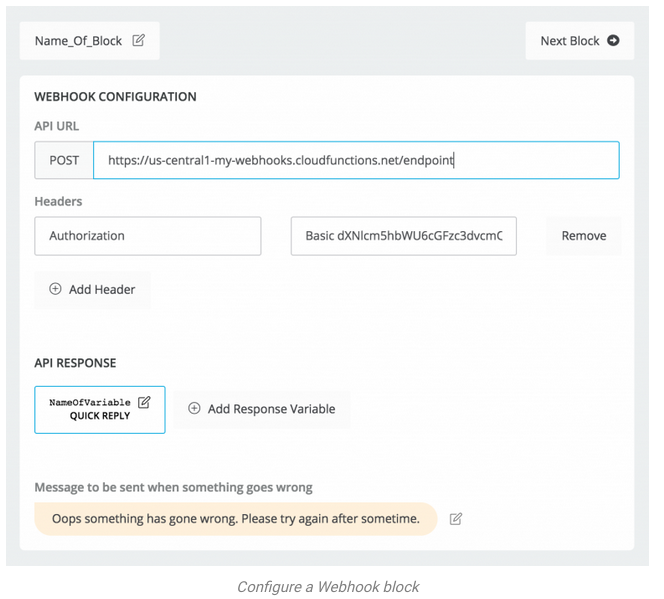 Name_Of_Block
Next Block
WEBHOOK CONFIGURATION
API URL
POST
https://us-central1-my-webhooks.cloudfunctions.net/endpoint
Headers
Authorization
Basic dXNlcm5hbWU6cGFzc3dvcmC
Remove
Add Header
API RESPONSE
NameOfVariable
QUICK REPLY
Add Response Variable
Message to be sent when something goes wrong
Oops something has gone wrong. Please try again after sometime.
Configure a Webhook block